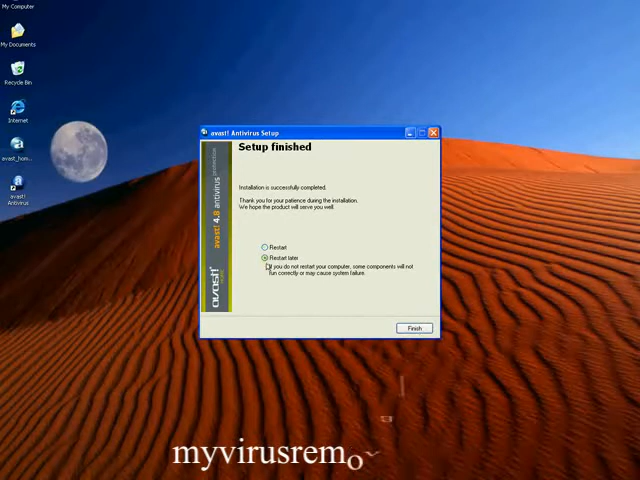 My Computer
My Documents
Recycle Bin
Internet
avast_hom...
avast!
Antivirus
avast! Antivirus Setup
avast! 4.8 antivirus protection
avast!
Setup finished
Installation is successfully completed.
Thank you for your patience during the installation.
We hope the product will serve you well.
Restart
Restart later
If you do not restart your computer, some components will not
run correctly or may cause system failure.
Finish
myvirusremov